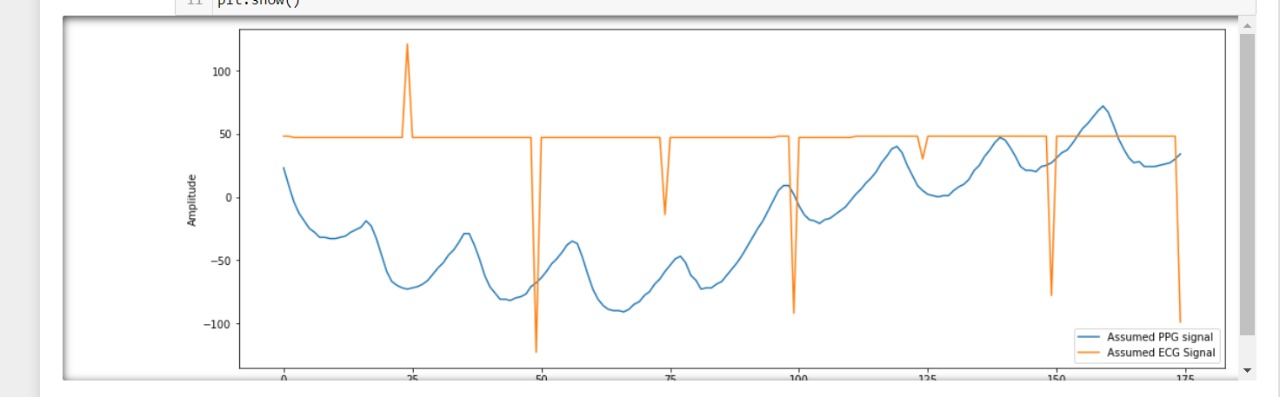 11 plt.show()
100
50
0
−50
−100
Amplitude
Assumed PPG signal
Assumed ECG Signal
0 25 50 75 100 125 150 175